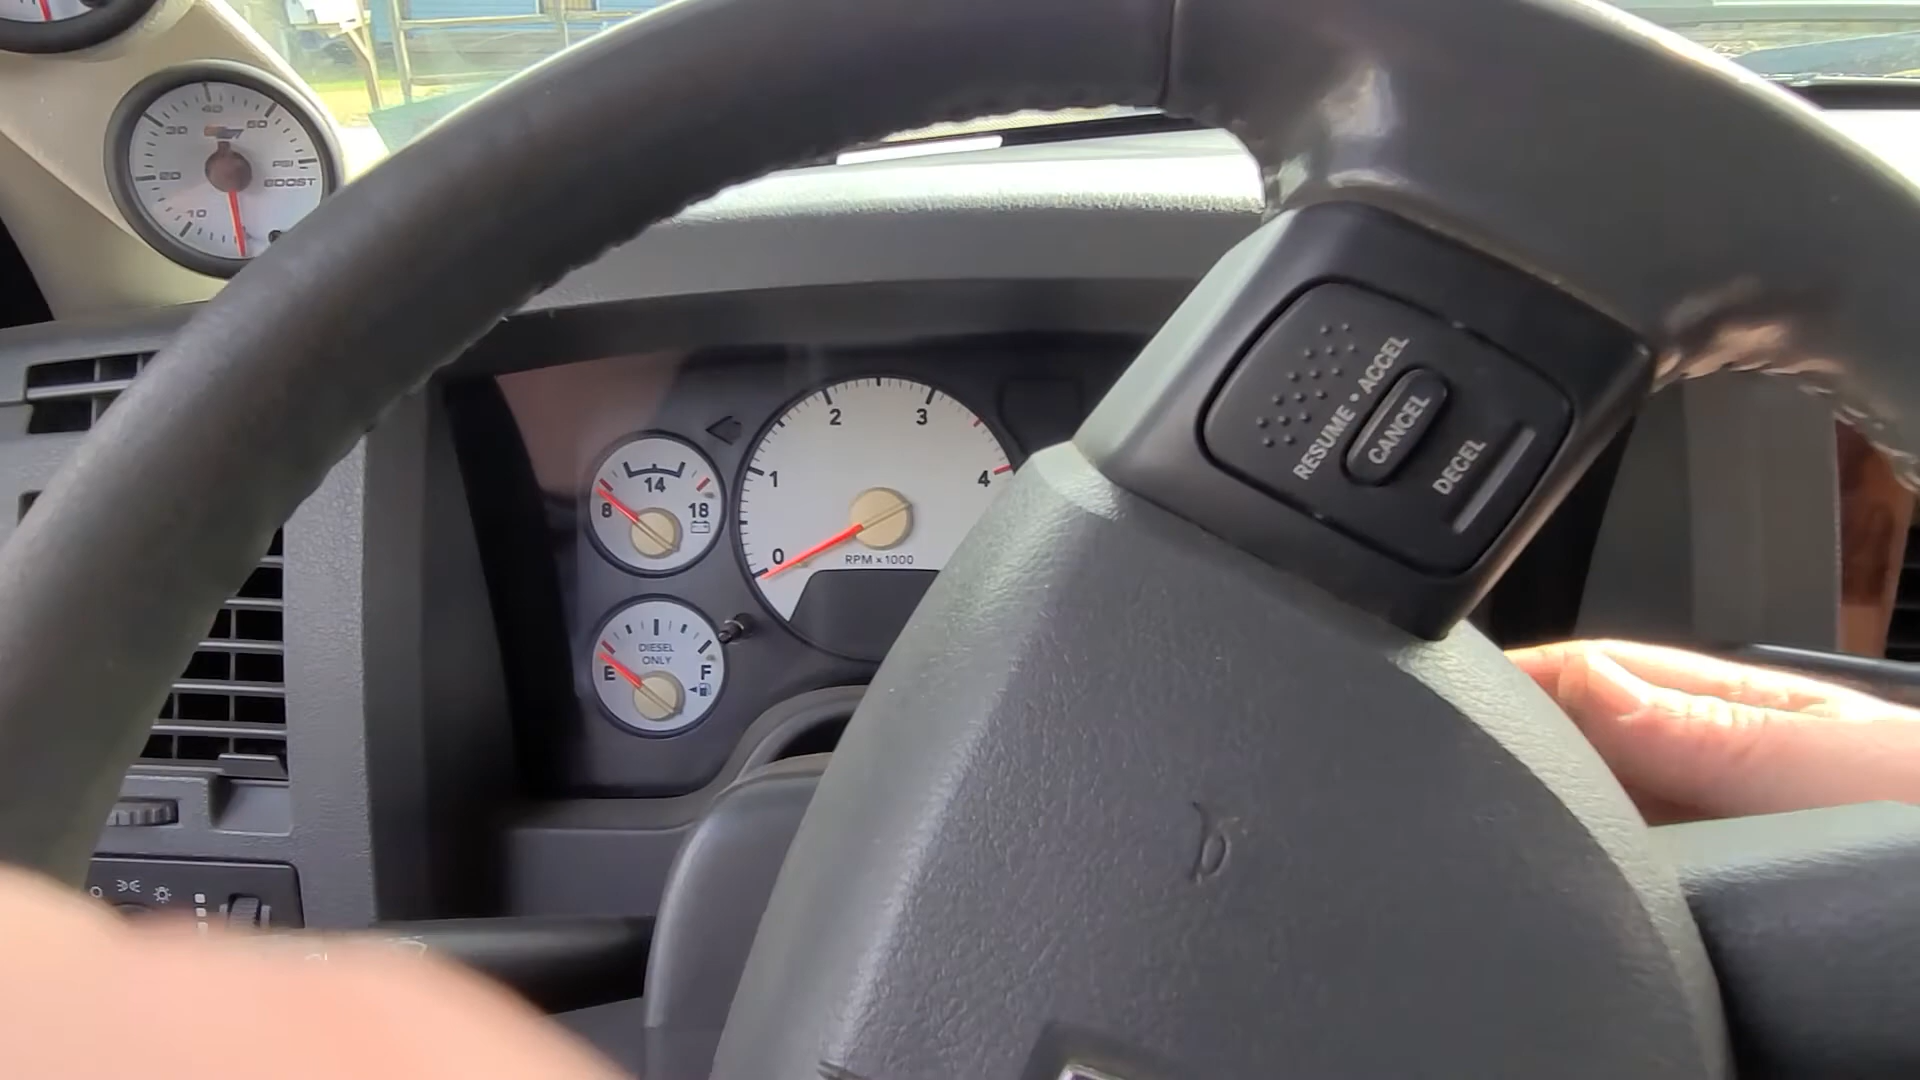 40
30
60
PSI
20
BOOST
10
2
3
1
4
14
8
18
0
RPM x 1000
DIESEL
ONLY
E
F
RESUME • ACCEL
CANCEL
DECEL